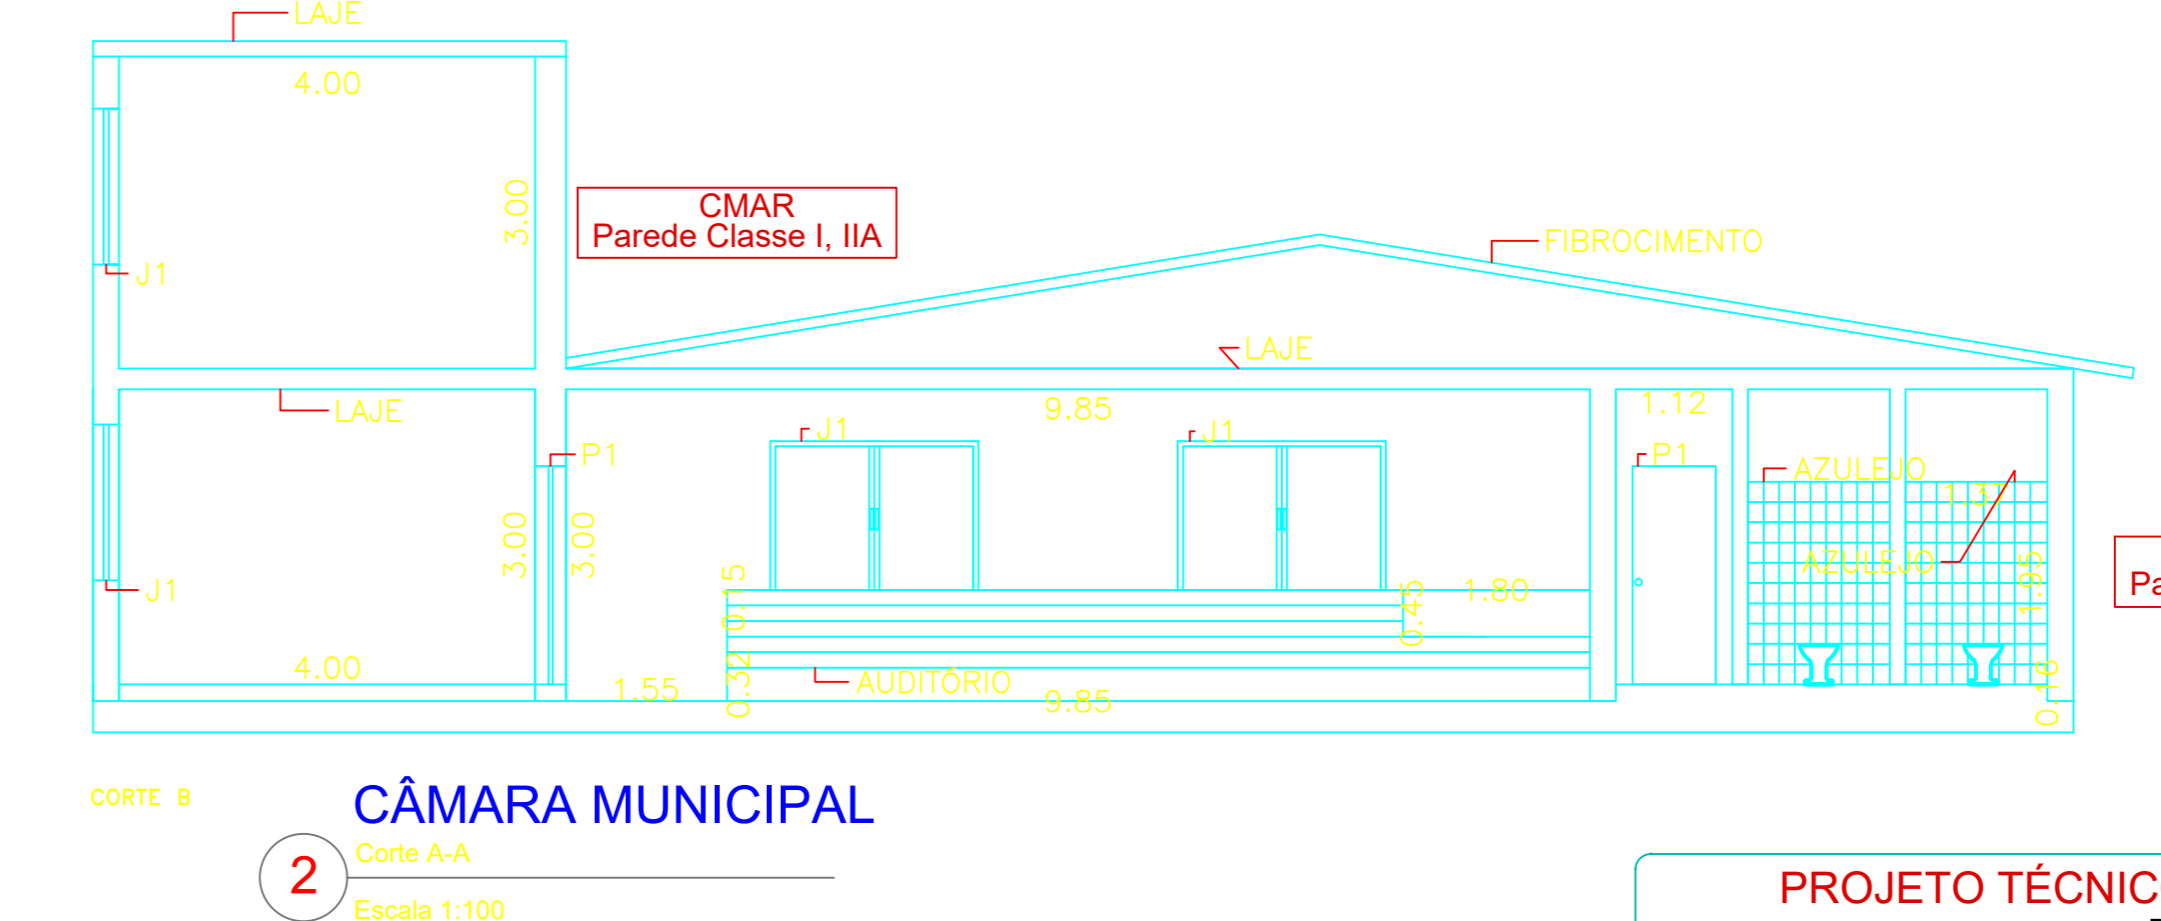 LAJE
4.00
3.00
CMAR
Parede Classe I, IIA
FIBROCIMENTO
J1
LAJE
LAJE
9.85
1.12
J1
J1
P1
P1
AZULEJO
1.37
3.00
3.00
AZULEJO
1.95
J1
0.15
0.45
1.80
4.00
1.55
0.32
AUDITÓRIO
9.85
0.16
CORTE B
CÂMARA MUNICIPAL
2
Corte A-A
Escala 1:100
PROJETO TÉCNIC